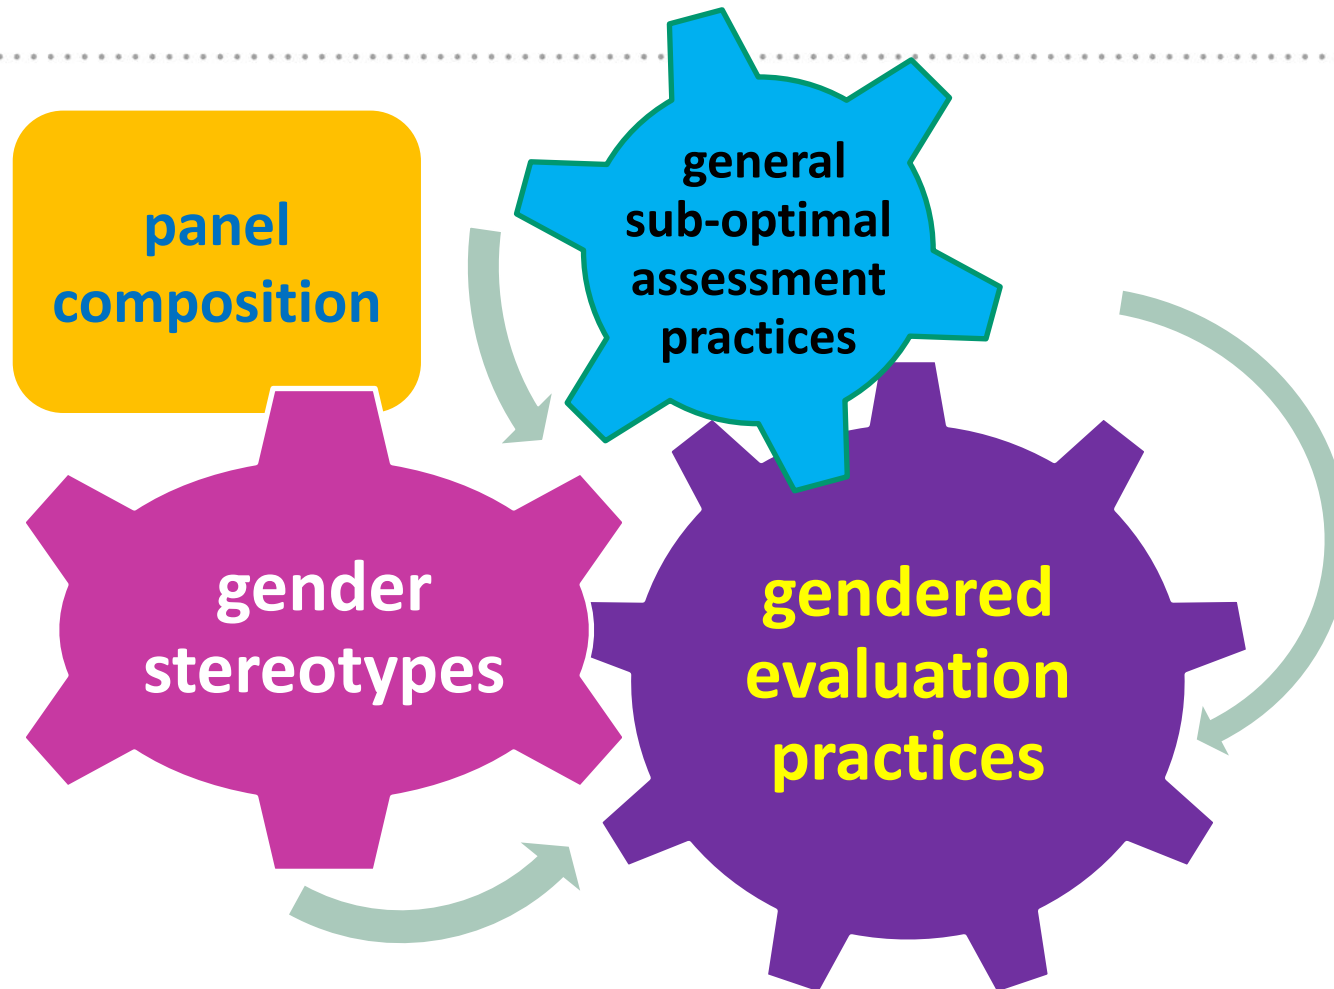 panel
composition
general
sub-optimal
assessment
practices
gender
stereotypes
gendered
evaluation
practices